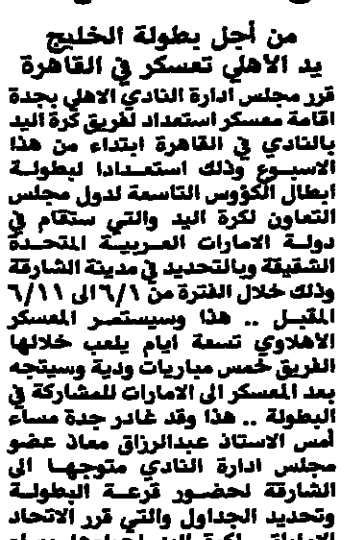 من أجل بطولة الخليج
يد الاهلي تعسكر في القاهرة
قرر مجلس ادارة النادي الاهلي بجدة
اقامة معسكر استعداد لفريق كرة اليد
بالنادي في القاهرة ابتداء من هذا
الاسبوع وذلك استعدادا لبطولة
ابطال الكؤوس التاسعة لدول مجلس
التعاون لكرة اليد والتي ستقام في
دولة الامارات العربية المتحدة
الشقيقة وبالتحديد في مدينة الشارقة
وذلك خلال الفترة من ٦/١ الى ٦/١١
المقبل .. هذا وسيستمر المعسكر
الأهلاوي تسعة ايام يلعب خلالها
الفريق خمس مباريات ودية وسيتجه
بعد المعسكر الى الامارات للمشاركة في
البطولة .. هذا وقد غادر جدة مساء
أمس الاستاذ عبدالرزاق معاذ عضو
مجلس ادارة النادي متوجها الى
الشارقة لحضور قرعة البطولة
وتحديد الجداول والتي قرر الاتحاد